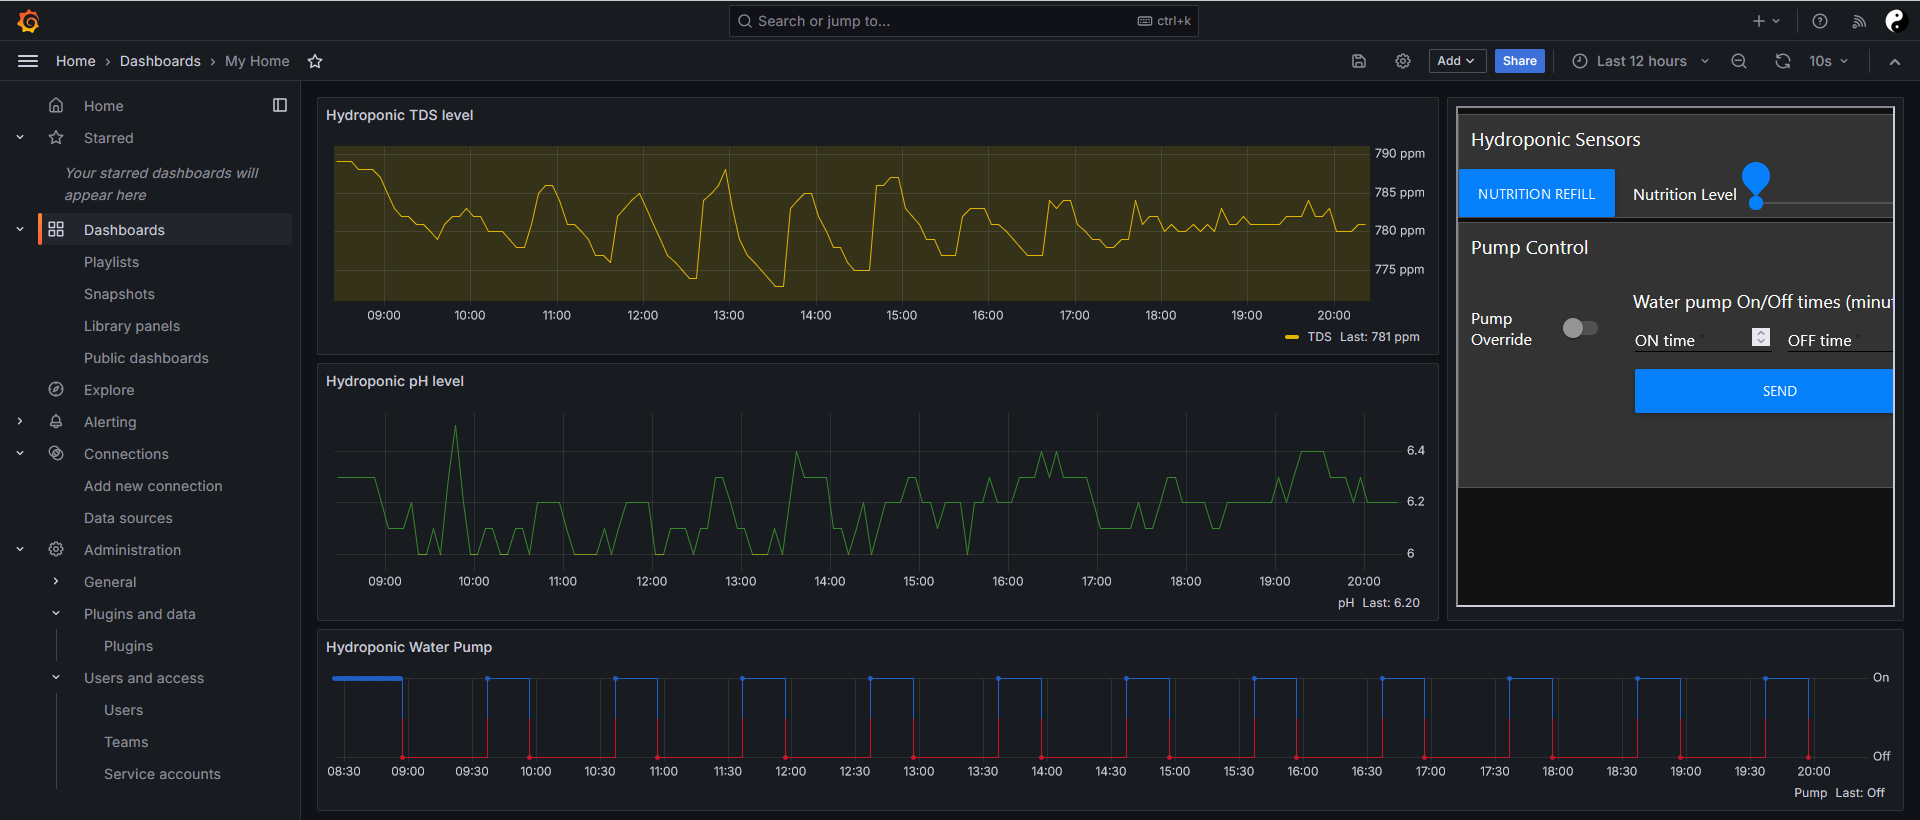 Search or jump to...
ctrl+k
Home › Dashboards › My Home
Add
Share
Last 12 hours
10s
Home
Starred
Your starred dashboards will
appear here
Dashboards
Playlists
Snapshots
Library panels
Public dashboards
Explore
Alerting
Connections
Add new connection
Data sources
Administration
General
Plugins and data
Plugins
Users and access
Users
Teams
Service accounts
Hydroponic TDS level
790 ppm
785 ppm
780 ppm
775 ppm
09:00 10:00 11:00 12:00 13:00 14:00 15:00 16:00 17:00 18:00 19:00 20:00
TDS Last: 781 ppm
Hydroponic pH level
6.4
6.2
6
09:00 10:00 11:00 12:00 13:00 14:00 15:00 16:00 17:00 18:00 19:00 20:00
pH Last: 6.20
Hydroponic Sensors
NUTRITION REFILL
Nutrition Level
Pump Control
Water pump On/Off times (minut
Pump
Override
ON time *
OFF time *
SEND
Hydroponic Water Pump
On
Off
08:30 09:00 09:30 10:00 10:30 11:00 11:30 12:00 12:30 13:00 13:30 14:00 14:30 15:00 15:30 16:00 16:30 17:00 17:30 18:00 18:30 19:00 19:30 20:00
Pump Last: Off